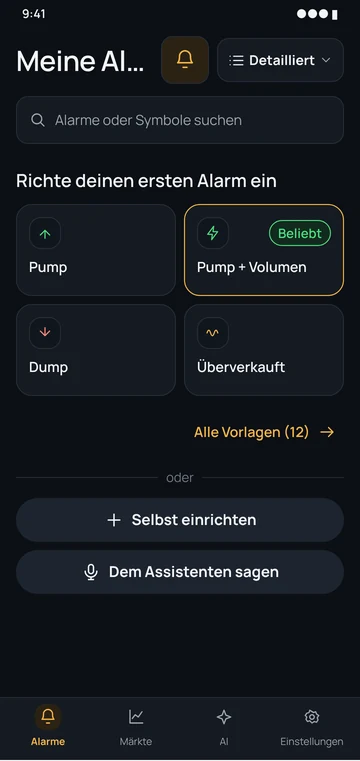 9:41
Meine Al...
Detailliert
Alarme oder Symbole suchen
Richte deinen ersten Alarm ein
Pump
Beliebt
Pump + Volumen
Dump
Überverkauft
Alle Vorlagen (12)
oder
Selbst einrichten
Dem Assistenten sagen
Alarme
Märkte
AI
Einstellungen